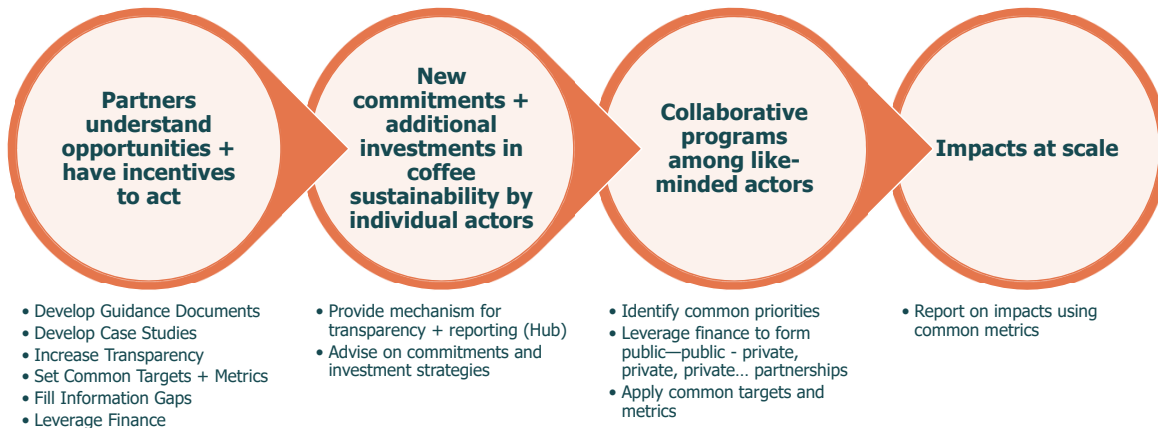 Partners
understand
opportunities +
have incentives
to act
New
commitments +
additional
investments in
coffee
sustainability by
individual actors
Collaborative
programs
among like-
minded actors
Impacts at scale
• Develop Guidance Documents
• Develop Case Studies
• Increase Transparency
• Set Common Targets + Metrics
• Fill Information Gaps
• Leverage Finance
• Provide mechanism for
transparency + reporting (Hub)
• Advise on commitments and
investment strategies
• Identify common priorities
• Leverage finance to form
public—public - private,
private, private… partnerships
• Apply common targets and
metrics
• Report on impacts using
common metrics